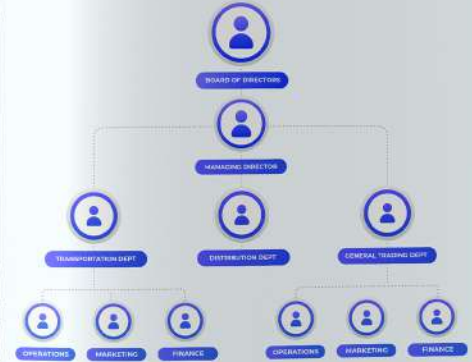 BOARD OF DIRECTORS
MANAGING DIRECTOR
TRANSPORTATION DEPT
DISTRIBUTION DEPT
GENERAL TRADING DEPT
OPERATIONS
MARKETING
FINANCE
OPERATIONS
MARKETING
FINANCE